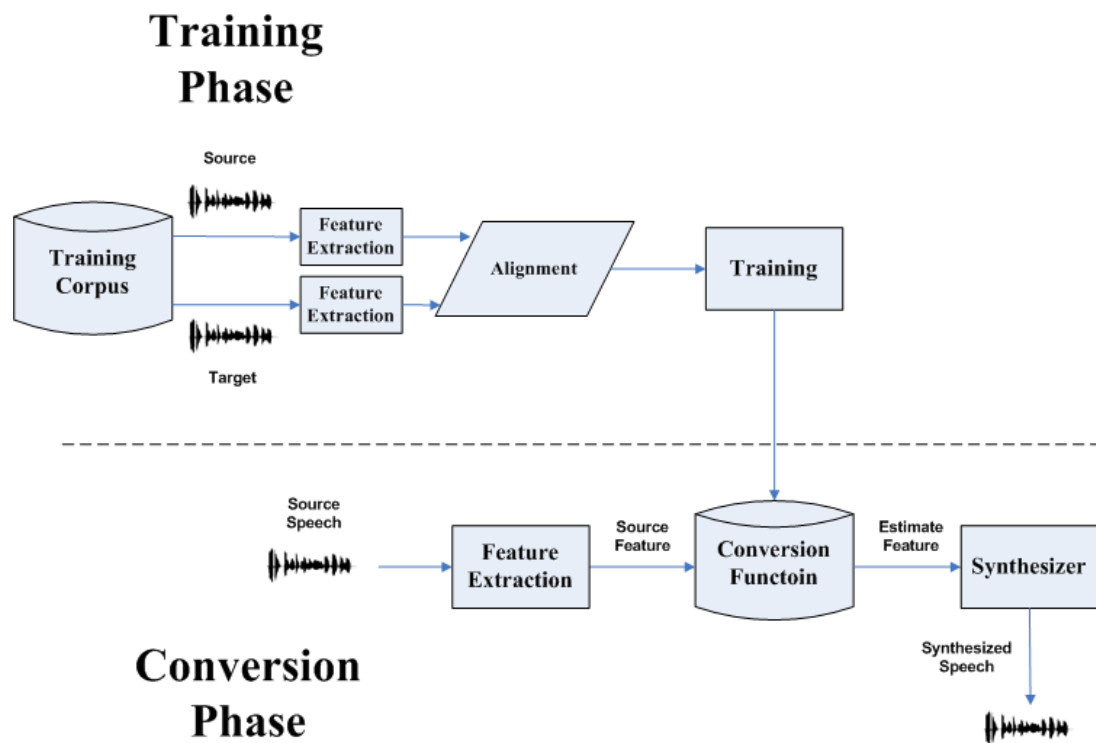 Training
Phase
Source
Training
Corpus
Feature
Extraction
Feature
Extraction
Alignment
Training
Target
Source
Speech
Feature
Extraction
Source
Feature
Conversion
Functoin
Estimate
Feature
Synthesizer
Synthesized
Speech
Conversion
Phase